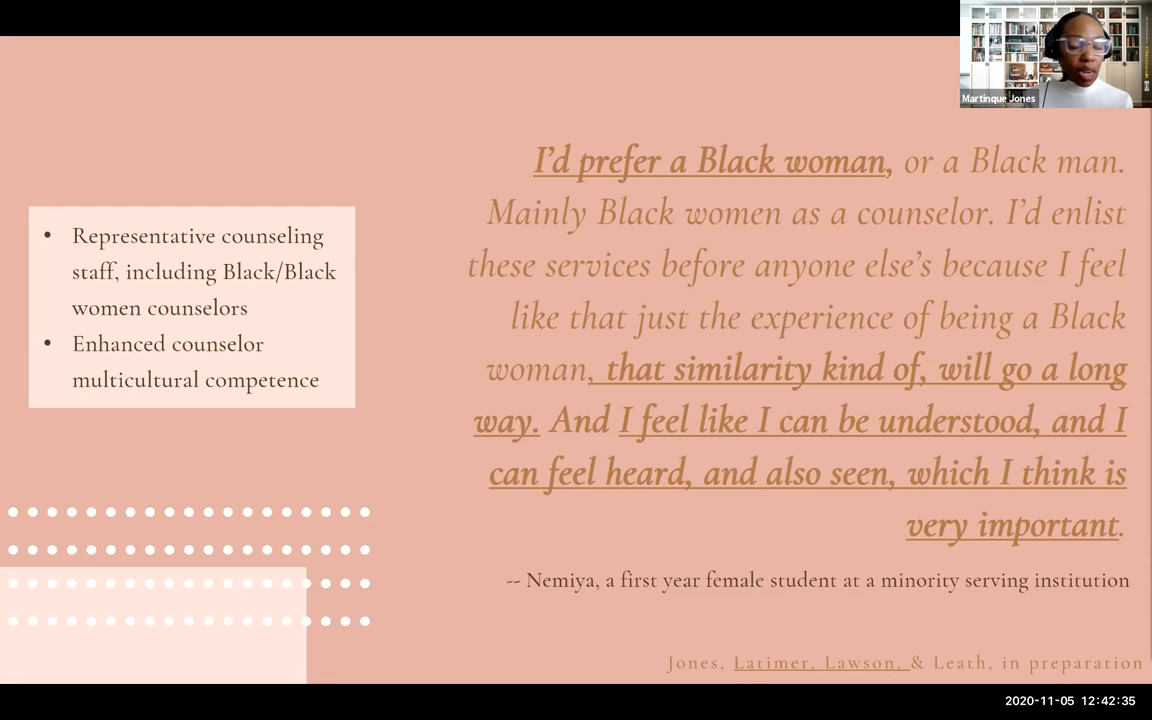 Martinque Jones
I'd prefer a Black woman, or a Black man.
Mainly Black women as a counselor. I'd enlist
these services before anyone else's because I feel
like that just the experience of being a Black
woman, that similarity kind of, will go a long
way. And I feel like I can be understood, and I
can feel heard, and also seen, which I think is
very important.
-- Nemiya, a first year female student at a minority serving institution
• Representative counseling
staff, including Black/Black
women counselors
• Enhanced counselor
multicultural competence
Jones, Latimer, Lawson, & Leath, in preparation
2020-11-05 12:42:35